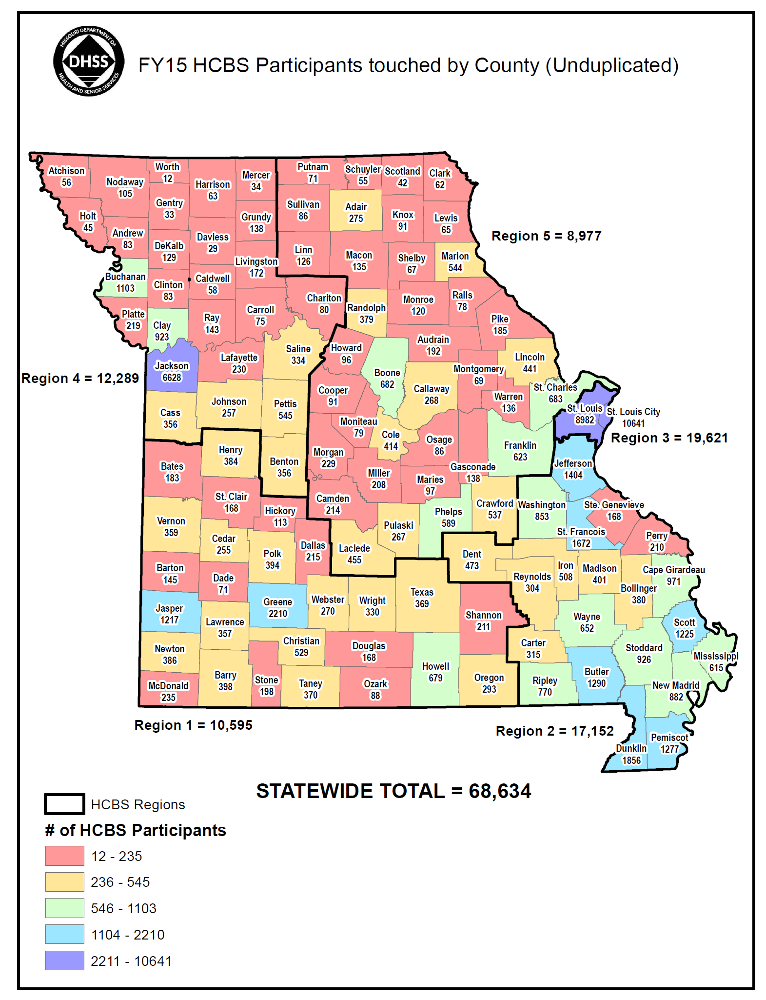 MISSOURI DEPARTMENT OF
DHSS
HEALTH AND SENIOR SERVICES
FY15 HCBS Participants touched by County (Unduplicated)
Atchison
56
Nodaway
105
Worth
12
Harrison
63
Mercer
34
Putnam
71
Schuyler
55
Scotland
42
Clark
62
Holt
45
Andrew
83
Gentry
33
DeKalb
129
Daviess
29
Grundy
138
Livingston
172
Sullivan
86
Adair
275
Knox
91
Lewis
65
Region 5 = 8,977
Linn
126
Macon
135
Shelby
67
Marion
544
Buchanan
1103
Clinton
83
Caldwell
58
Chariton
80
Randolph
379
Monroe
120
Ralls
78
Pike
185
Platte
219
Clay
923
Ray
143
Carroll
75
Saline
334
Howard
96
Audrain
192
Boone
682
Callaway
268
Montgomery
69
Lincoln
441
Warren
136
St. Charles
683
St. Louis
8982
St. Louis City
10641
Region 3 = 19,621
Region 4 = 12,289
Jackson
6628
Lafayette
230
Cass
356
Johnson
257
Pettis
545
Cooper
91
Moniteau
79
Cole
414
Osage
86
Gasconade
138
Franklin
623
Jefferson
1404
Bates
183
Henry
384
Benton
356
Morgan
229
Miller
208
Maries
97
Camden
214
Phelps
589
Crawford
537
Washington
853
Ste. Genevieve
168
St. Francois
1672
Perry
210
Vernon
359
St. Clair
168
Hickory
113
Cedar
255
Polk
394
Dallas
215
Laclede
455
Pulaski
267
Dent
473
Iron
508
Reynolds
304
Madison
401
Bollinger
380
Cape Girardeau
971
Barton
145
Dade
71
Jasper
1217
Greene
2210
Webster
270
Wright
330
Texas
369
Shannon
211
Wayne
652
Scott
1225
Lawrence
357
Newton
386
Christian
529
Douglas
168
Howell
679
Carter
315
Stoddard
926
Mississippi
615
McDonald
235
Barry
398
Stone
198
Taney
370
Ozark
88
Oregon
293
Ripley
770
Butler
1290
New Madrid
882
Region 1 = 10,595
Region 2 = 17,152
Dunklin
1856
Pemiscot
1277
STATEWIDE TOTAL = 68,634
HCBS Regions
# of HCBS Participants
12 - 235
236 - 545
546 - 1103
1104 - 2210
2211 - 10641